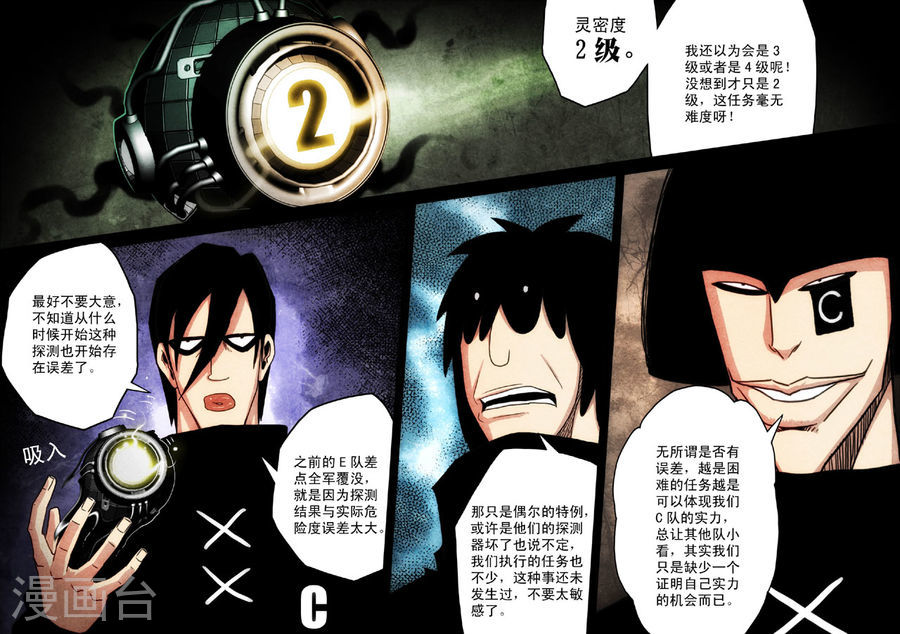 2
灵密度
2级。
我还以为会是3
级或者是4级呢！
没想到才只是2
级，这任务毫无
难度呀！
最好不要大意，
不知道从什么
时候开始这种
探测也开始存
在误差了。
吸入
之前的E队差
点全军覆没，
就是因为探测
结果与实际危
险度误差太大。
C
那只是偶尔的特例，
或许是他们的探测
器坏了也说不定，
我们执行的任务也
不少，这种事还未
发生过，不要太敏
感了。
C
无所谓是否有
误差，越是困
难的任务越是
可以体现我们
C队的实力，
总让其他队小
看，其实我们
只是缺少一个
证明自己实力
的机会而已。
漫画台